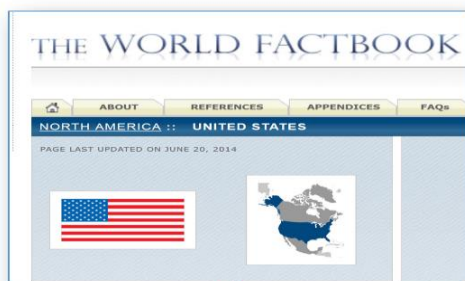 THE WORLD FACTBOOK
ABOUT REFERENCES APPENDICES FAQs
NORTH AMERICA :: UNITED STATES
PAGE LAST UPDATED ON JUNE 20, 2014